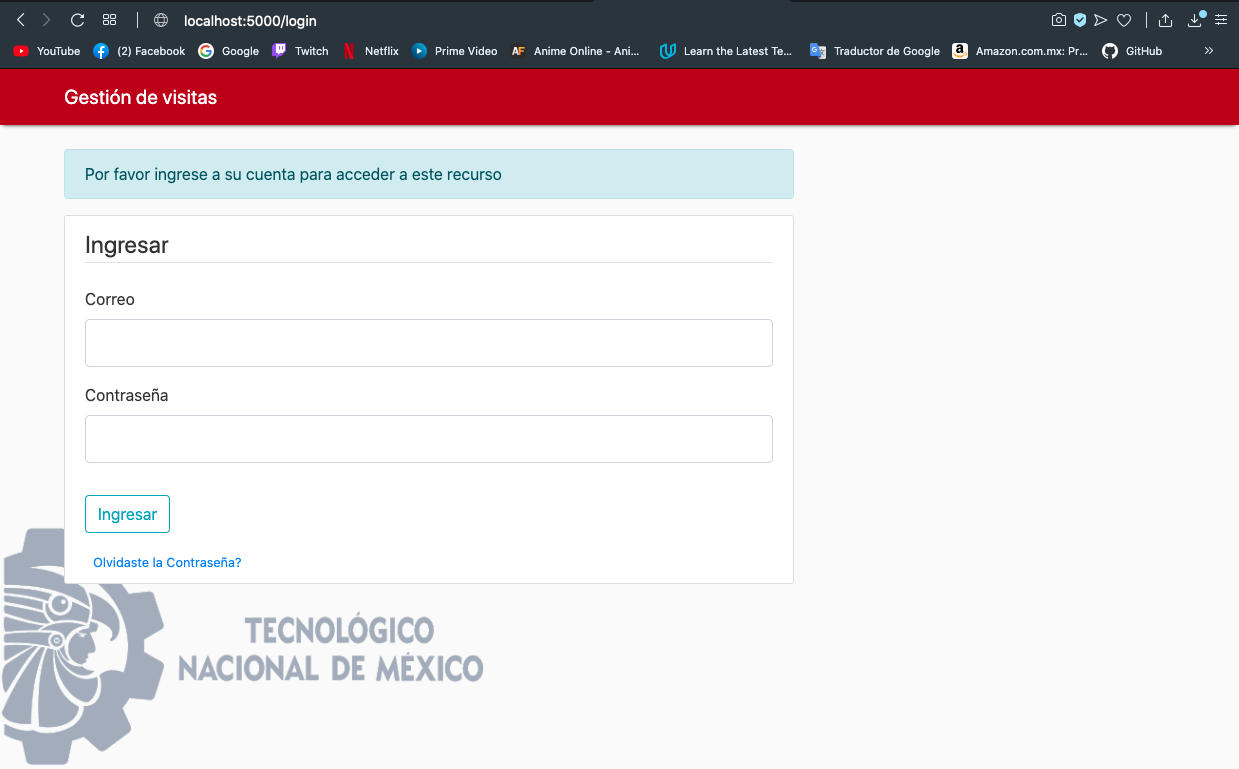 localhost:5000/login
YouTube (2) Facebook Google Twitch Netflix Prime Video AF Anime Online - Ani... Learn the Latest Te... Traductor de Google Amazon.com.mx: Pr... GitHub »
Gestión de visitas
Por favor ingrese a su cuenta para acceder a este recurso
Ingresar
Correo
Contraseña
Ingresar
Olvidaste la Contraseña?
TECNOLÓGICO
NACIONAL DE MÉXICO